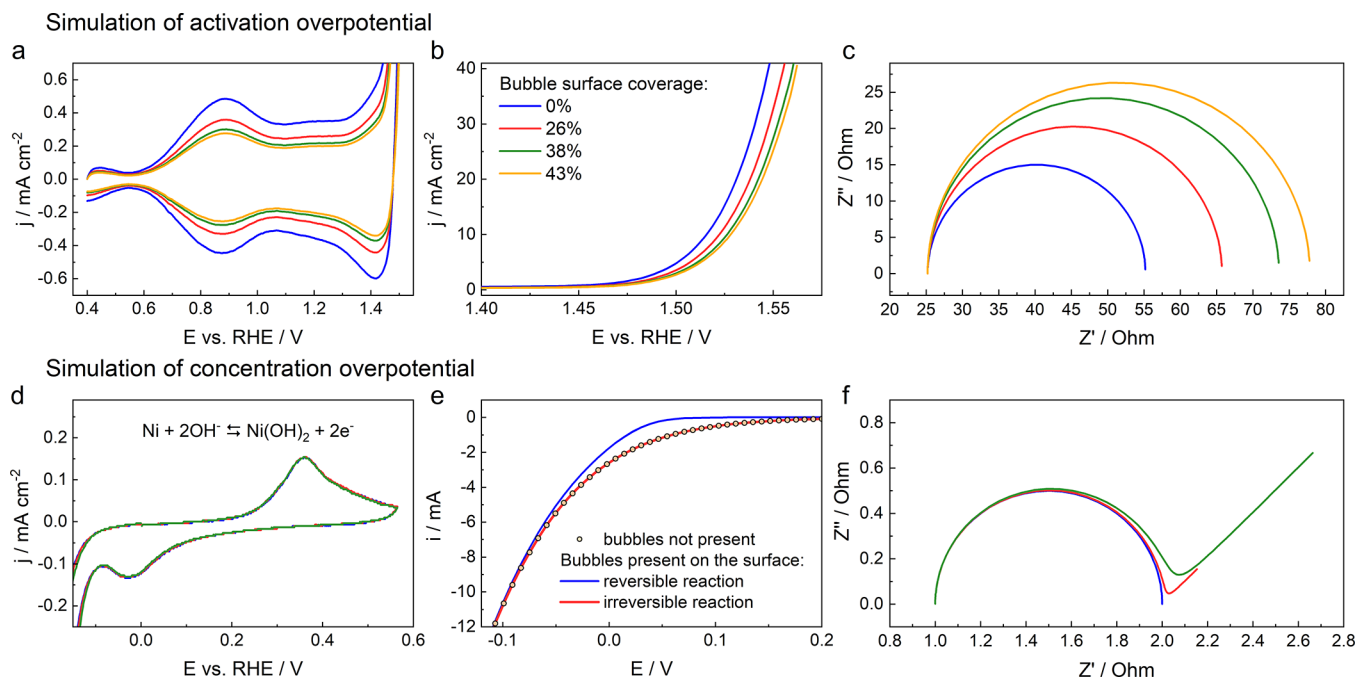 Simulation of activation overpotential
a
j / mA cm-2
0.6
0.4
0.2
0.0
-0.2
-0.4
-0.6
0.4 0.6 0.8 1.0 1.2 1.4
E vs. RHE / V
b
j / mA cm-2
40
30
20
10
0
Bubble surface coverage:
0%
26%
38%
43%
1.40 1.45 1.50 1.55
E vs. RHE / V
c
Z'' / Ohm
25
20
15
10
5
0
20 25 30 35 40 45 50 55 60 65 70 75 80
Z' / Ohm
Simulation of concentration overpotential
d
j / mA cm-2
0.2
0.1
0.0
-0.1
-0.2
Ni + 2OH- ⇆ Ni(OH)2 + 2e-
0.0 0.2 0.4 0.6
E vs. RHE / V
e
i / mA
0
-2
-4
-6
-8
-10
-12
bubbles not present
Bubbles present on the surface:
reversible reaction
irreversible reaction
-0.1 0.0 0.1 0.2
E / V
f
Z'' / Ohm
0.8
0.6
0.4
0.2
0.0
0.8 1.0 1.2 1.4 1.6 1.8 2.0 2.2 2.4 2.6 2.8
Z' / Ohm